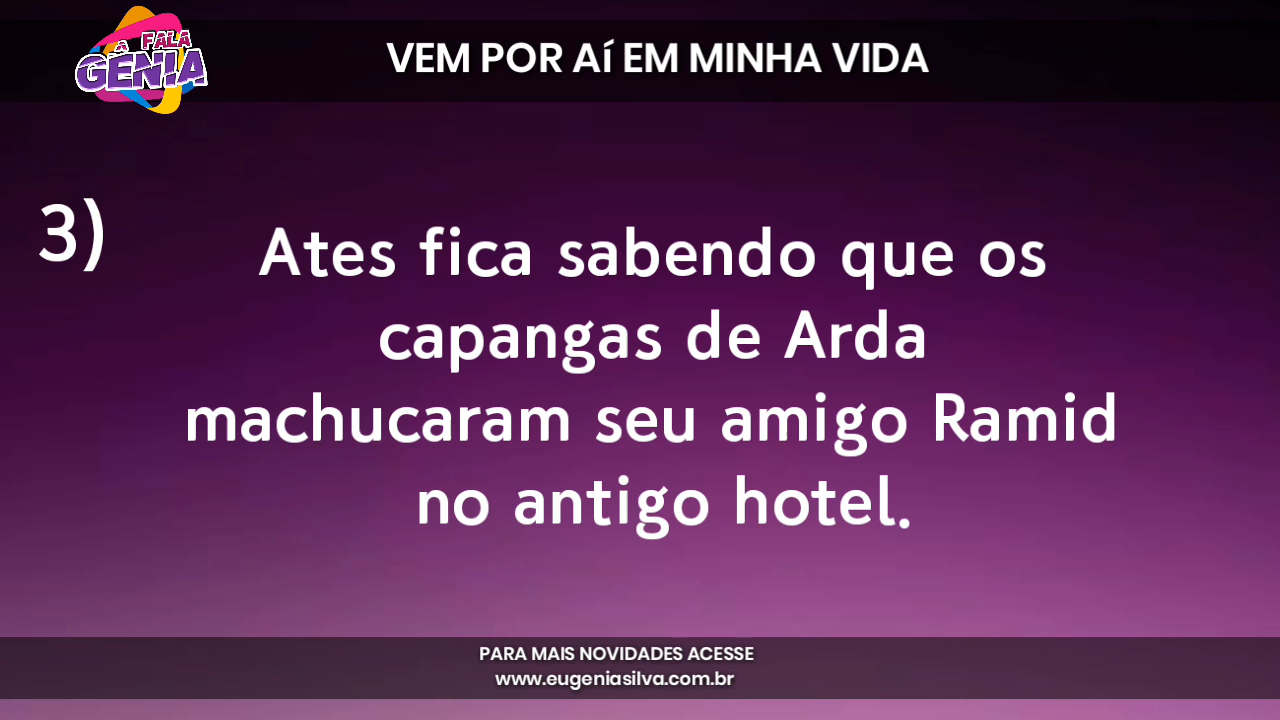 A FALA
GÊNIA
VEM POR Aí EM MINHA VIDA
3)
Ates fica sabendo que os
capangas de Arda
machucaram seu amigo Ramid
no antigo hotel.
PARA MAIS NOVIDADES ACESSE
www.eugeniasilva.com.br